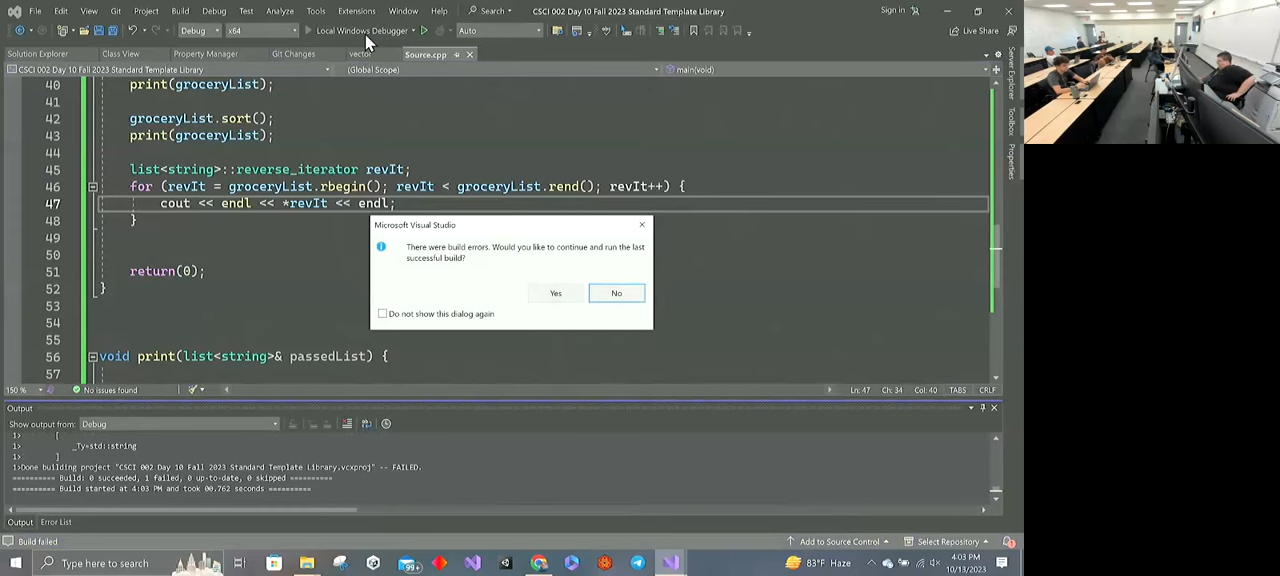 File Edit View Git Project Build Debug Test Analyze Tools Extensions Window Help Search CSCI 002 Day 10 Fall 2023 Standard Template Library Sign in
Debug x64 Local Windows Debugger Auto Live Share
Solution Explorer Class View Property Manager Git Changes vector Source.cpp
CSCI 002 Day 10 Fall 2023 Standard Template Library (Global Scope) main(void)
40 print(groceryList);
41
42 groceryList.sort();
43 print(groceryList);
44
45 list<string>::reverse_iterator revIt;
46 for (revIt = groceryList.rbegin(); revIt < groceryList.rend(); revIt++) {
47 cout << endl << *revIt << endl;
48 }
49
50
51 return(0);
52 }
53
54
55
56 void print(list<string>& passedList) {
57
Microsoft Visual Studio
There were build errors. Would you like to continue and run the last
successful build?
Yes No
Do not show this dialog again
Server Explorer
Toolbox
Properties
150 % No issues found Ln: 47 Ch: 34 Col: 40 TABS CRLF
Output
Show output from: Debug
1> [
1> _Ty=std::string
1> ]
1>Done building project "CSCI 002 Day 10 Fall 2023 Standard Template Library.vcxproj" -- FAILED.
========== Build: 0 succeeded, 1 failed, 0 up-to-date, 0 skipped ==========
========== Build started at 4:03 PM and took 00.762 seconds ==========
Output Error List
Build failed Add to Source Control Select Repository
Type here to search 99+ 83°F Haze 4:03 PM
10/13/2023